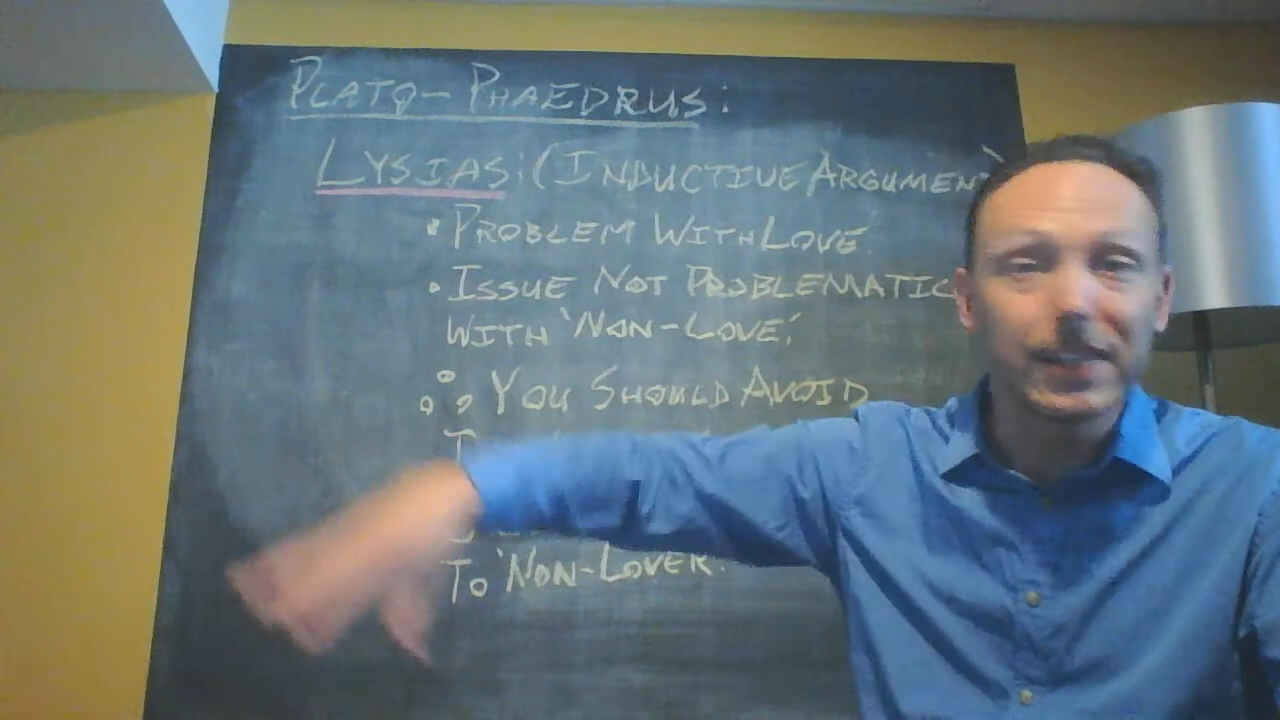 PLATO - PHAEDRUS:
LYSIAS: (INDUCTIVE ARGUMENT)
• PROBLEM WITH LOVE.
• ISSUE NOT PROBLEMATIC
WITH 'NON-LOVE,'
∴ YOU SHOULD AVOID
TO 'NON-LOVER.'